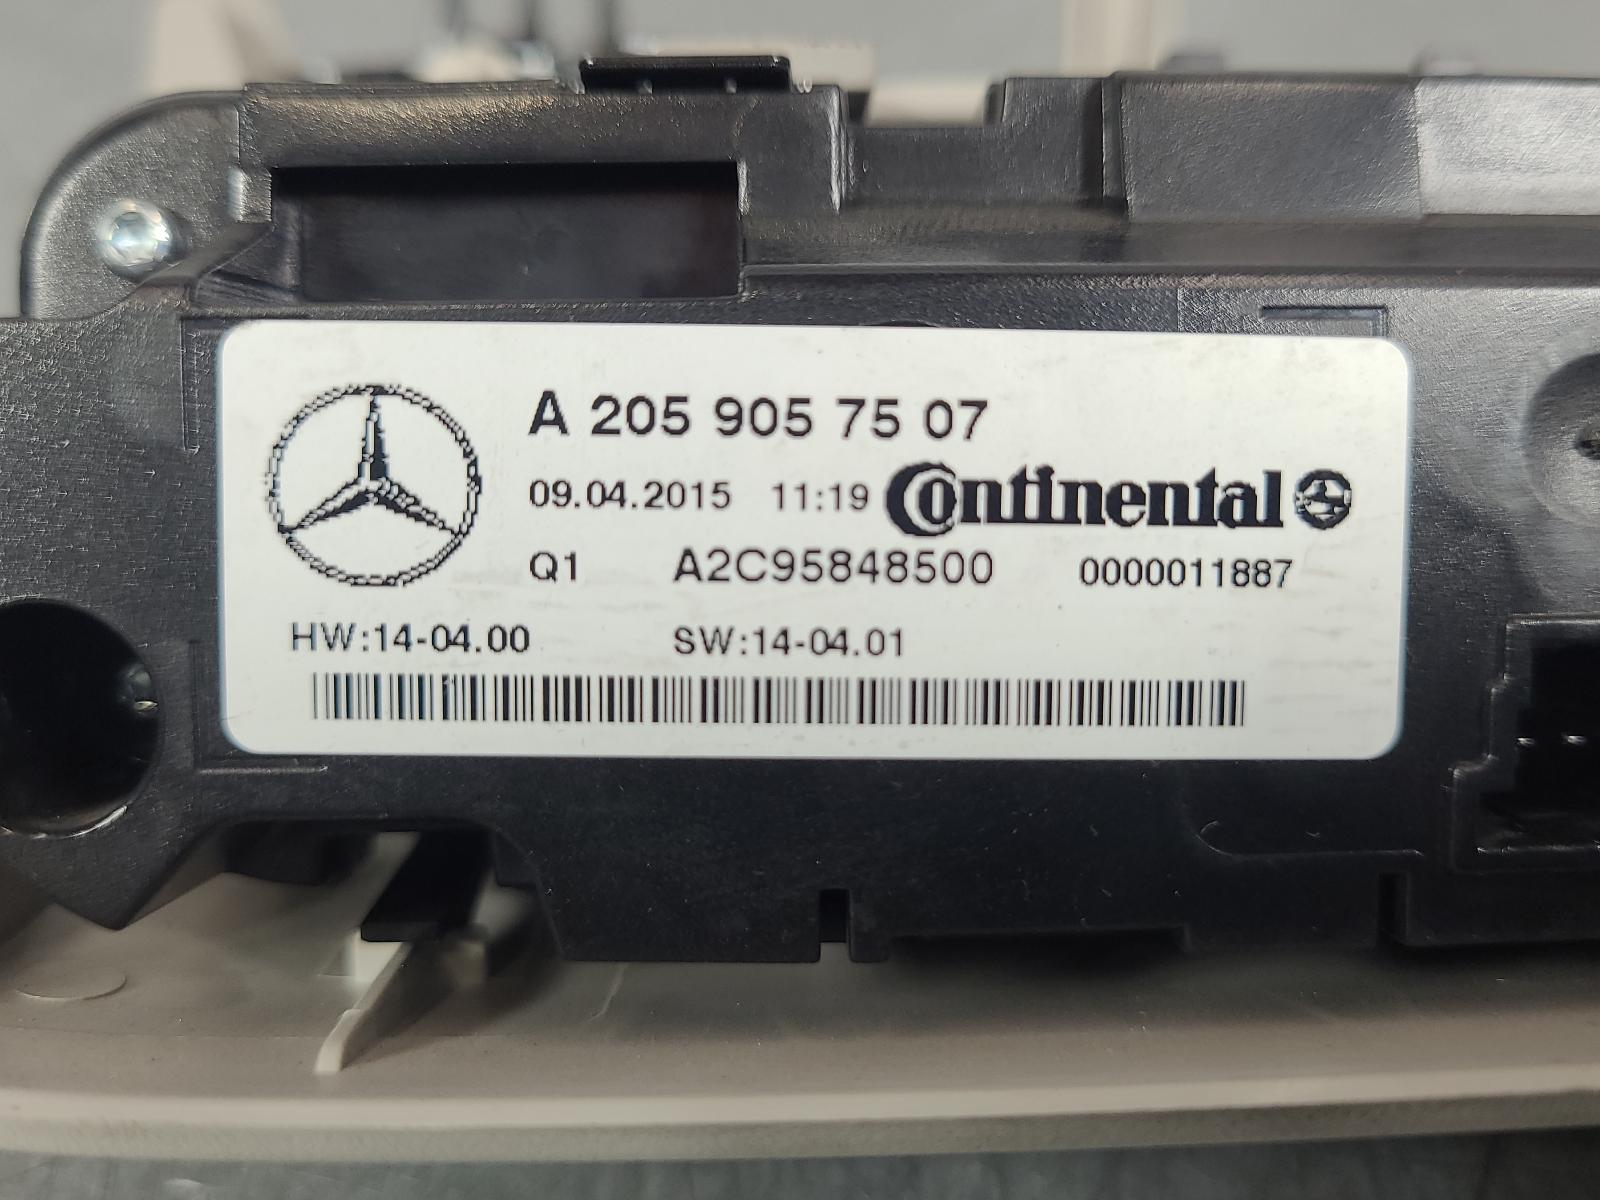 A 205 905 75 07
09.04.2015 11:19 Continental
Q1 A2C95848500 0000011887
HW:14-04.00 SW:14-04.01